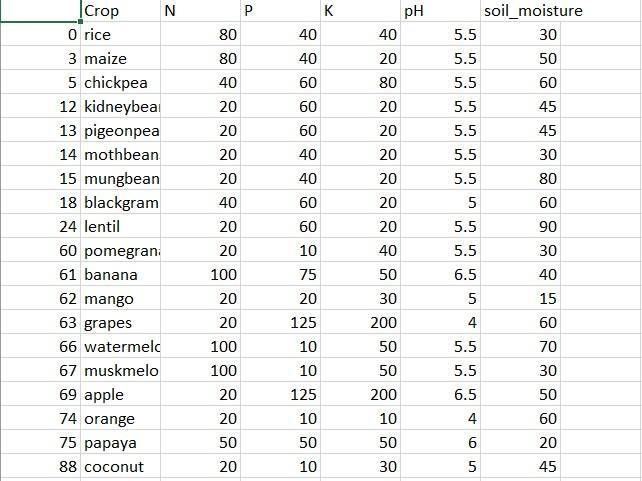 Crop N P K pH soil_moisture
0 rice 80 40 40 5.5 30
3 maize 80 40 20 5.5 50
5 chickpea 40 60 80 5.5 60
12 kidneybea 20 60 20 5.5 45
13 pigeonpea 20 60 20 5.5 45
14 mothbean 20 40 20 5.5 30
15 mungbean 20 40 20 5.5 80
18 blackgram 40 60 20 5 60
24 lentil 20 60 20 5.5 90
60 pomegran 20 10 40 5.5 30
61 banana 100 75 50 6.5 40
62 mango 20 20 30 5 15
63 grapes 20 125 200 4 60
66 watermelo 100 10 50 5.5 70
67 muskmelo 100 10 50 5.5 30
69 apple 20 125 200 6.5 50
74 orange 20 10 10 4 60
75 papaya 50 50 50 6 20
88 coconut 20 10 30 5 45